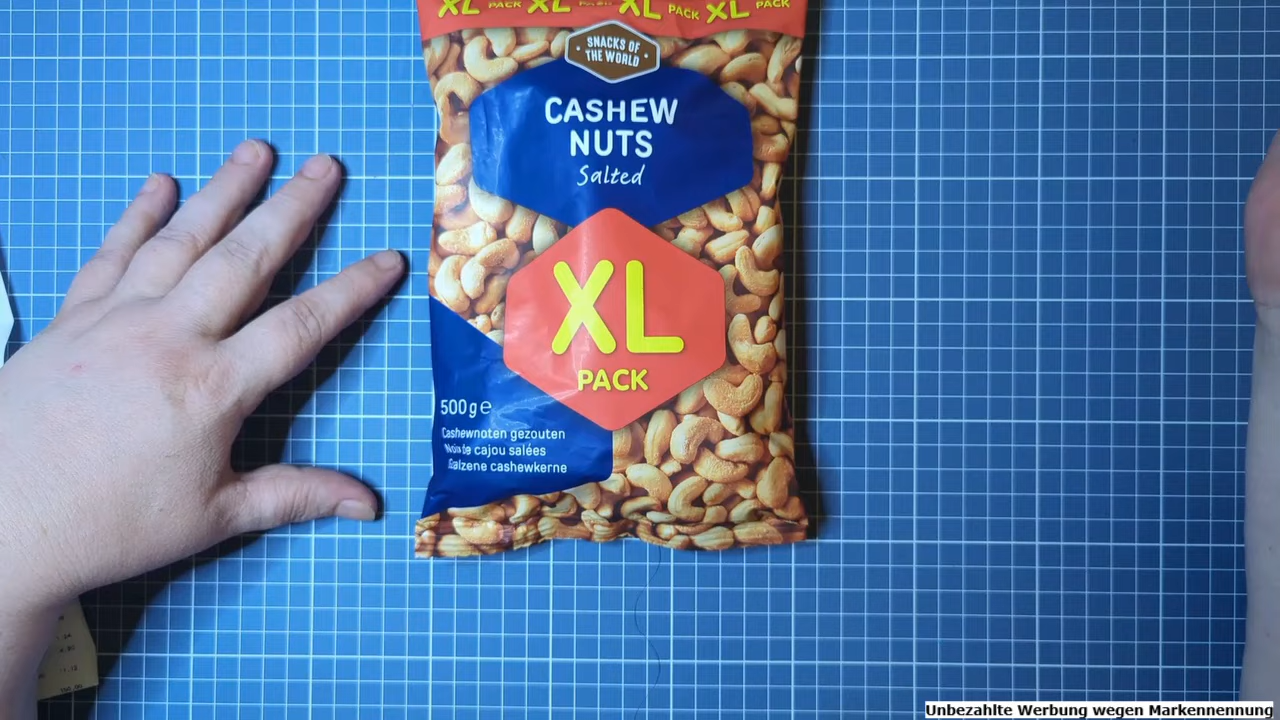 XL PACK XL PACK XL PACK XL PACK
SNACKS OF
THE WORLD
CASHEW
NUTS
Salted
XL
PACK
500g e
Cashewnoten gezouten
Noix de cajou salées
Galzene cashewkerne
Unbezahlte Werbung wegen Markennennung